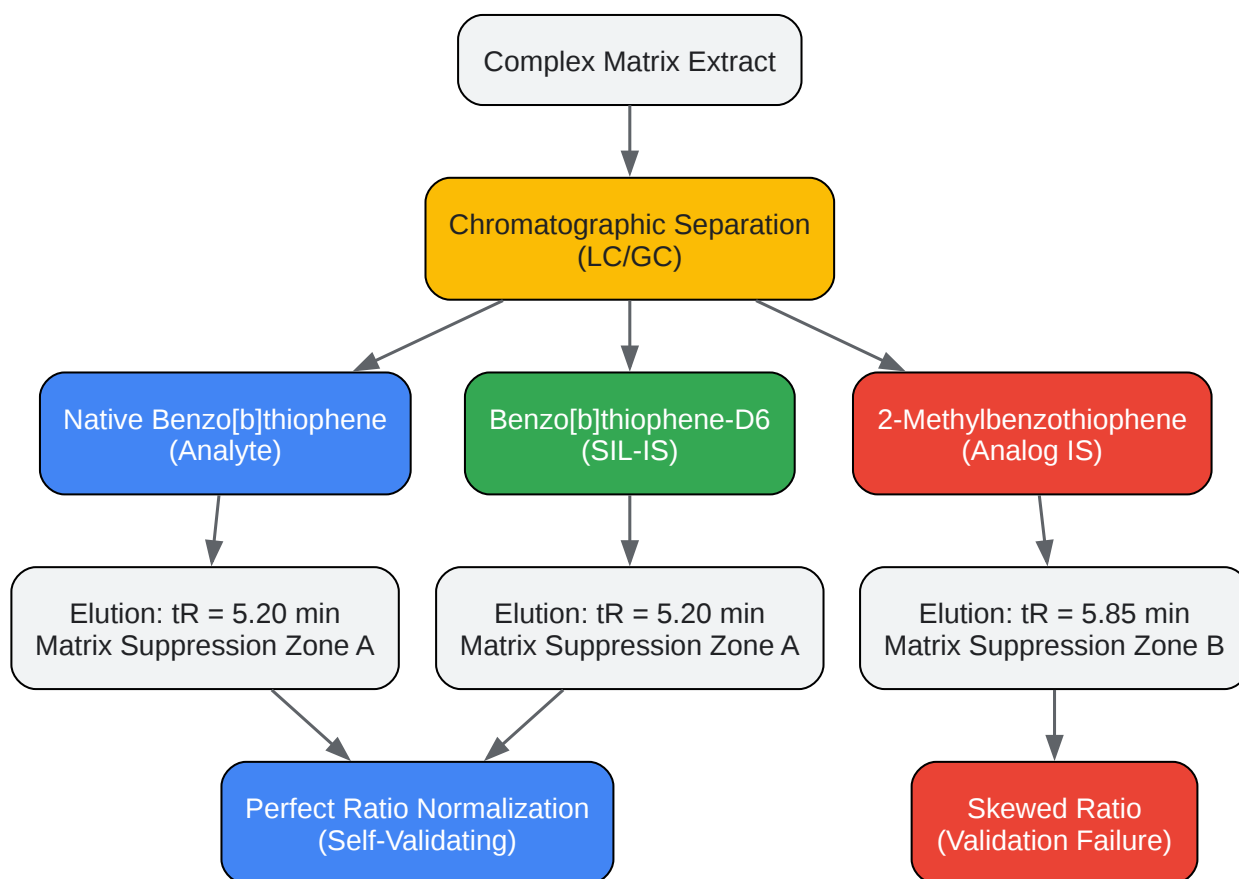 Complex Matrix Extract
Chromatographic Separation
(LC/GC)
Native Benzo[b]thiophene
(Analyte)
Benzo[b]thiophene-D6
(SIL-IS)
2-Methylbenzothiophene
(Analog IS)
Elution: tR = 5.20 min
Matrix Suppression Zone A
Elution: tR = 5.20 min
Matrix Suppression Zone A
Elution: tR = 5.85 min
Matrix Suppression Zone B
Perfect Ratio Normalization
(Self-Validating)
Skewed Ratio
(Validation Failure)